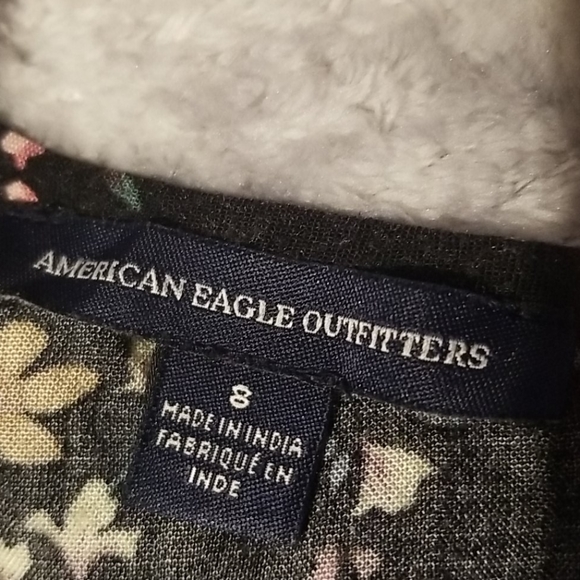 AMERICAN EAGLE OUTFITTERS
8
MADE IN INDIA
FABRIQUÉ EN
INDE